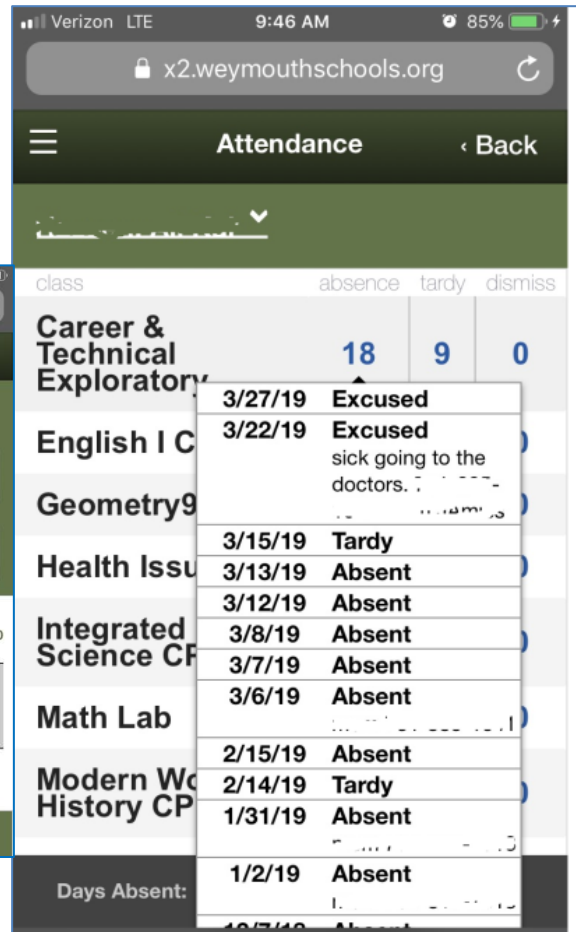 Verizon LTE 9:46 AM 85%
x2.weymouthschools.org
Attendance ‹ Back
class absence tardy dismiss
Career &
Technical
Exploratory 18 9 0
3/27/19 Excused
3/22/19 Excused
English I C
sick going to the
doctors.
Geometry9
3/15/19 Tardy
Health Issu
3/13/19 Absent
3/12/19 Absent
Integrated
3/8/19 Absent
Science CP
3/7/19 Absent
3/6/19 Absent
Math Lab
2/15/19 Absent
Modern Wo
2/14/19 Tardy
History CP
1/31/19 Absent
1/2/19 Absent
Days Absent: